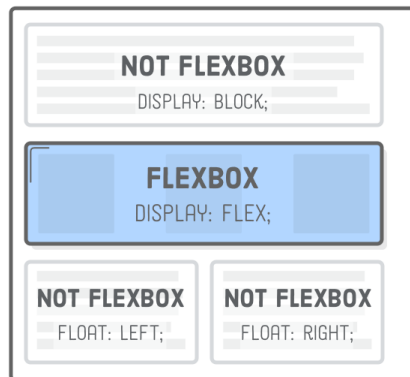 NOT FLEXBOX
DISPLAY: BLOCK;
FLEXBOX
DISPLAY: FLEX;
NOT FLEXBOX
FLOAT: LEFT;
NOT FLEXBOX
FLOAT: RIGHT;